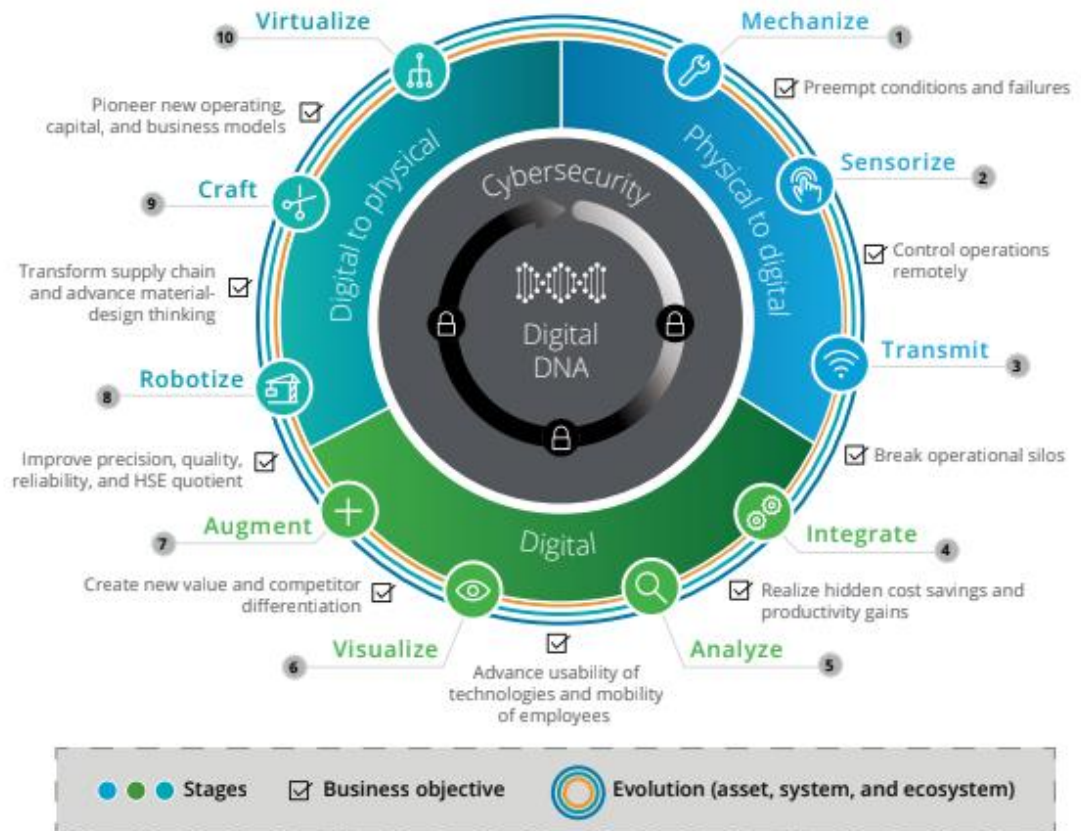 Mechanize
1
Preempt conditions and failures
Sensorize
2
Control operations
remotely
Transmit
3
Break operational silos
Integrate
4
Realize hidden cost savings and
productivity gains
Analyze
5
Advance usability of
technologies and mobility
of employees
Visualize
6
Create new value and competitor
differentiation
Augment
7
Improve precision, quality,
reliability, and HSE quotient
Robotize
8
Transform supply chain
and advance material-
design thinking
Craft
9
Pioneer new operating,
capital, and business models
Virtualize
10
Physical to digital
Digital
Digital to physical
Cybersecurity
Digital
DNA
Stages
Business objective
Evolution (asset, system, and ecosystem)